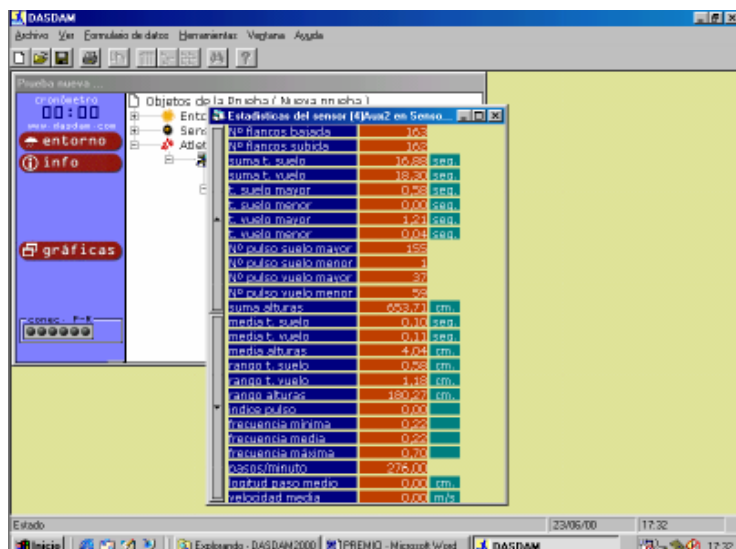 DASDAM
Archivo Ver Formulario de datos Herramientas Ventana Ayuda
Prueba nueva ...
cronómetro
00:00
www.dasdam.com
entorno
info
gráficas
conec. P-K
Objetos de la Prueba ( Nueva prueba )
Ento
Sens
Atlet
Estadísticas del sensor (4)Aux2 en Senso...
Nº flancos bajada 163
Nº flancos subida 163
suma t. suelo 16,88 seg.
suma t. vuelo 18,30 seg.
t. suelo mayor 0,58 seg.
t. suelo menor 0,00 seg.
t. vuelo mayor 1,21 seg.
t. vuelo menor 0,04 seg.
Nº pulso suelo mayor 155
Nº pulso suelo menor 1
Nº pulso vuelo mayor 37
Nº pulso vuelo menor 59
suma alturas 653,71 cm.
media t. suelo 0,10 seg.
media t. vuelo 0,11 seg.
media alturas 4,04 cm.
rango t. suelo 0,58 cm.
rango t. vuelo 1,18 cm.
rango alturas 180,27 cm.
indice pulso 0,00
frecuencia mínima 0,22
frecuencia media 0,22
frecuencia máxima 0,70
pasos/minuto 276,00
logitud paso medio 0,00 cm.
velocidad media 0,00 m/s
Estado 23/06/00 17:32
Inicio Explorando - DASDAM2000 PREMIO - Microsoft Word DASDAM 17:32